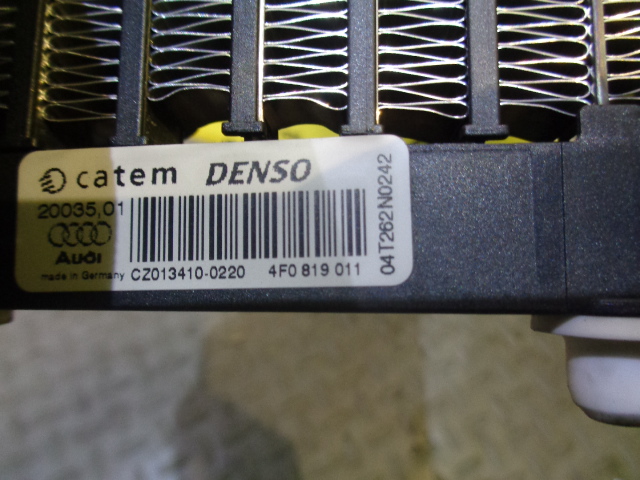 catem DENSO
20035,01
Audi
made in Germany
CZ013410-0220 4F0 819 011
04T262N0242